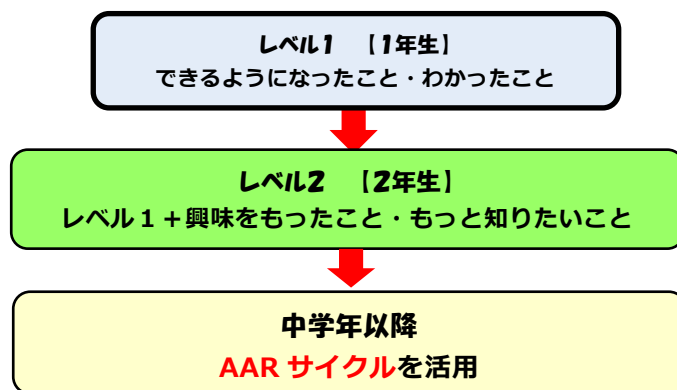 レベル1 【1年生】
できるようになったこと・わかったこと
レベル2 【2年生】
レベル１＋興味をもったこと・もっと知りたいこと
中学年以降
AAR サイクルを活用